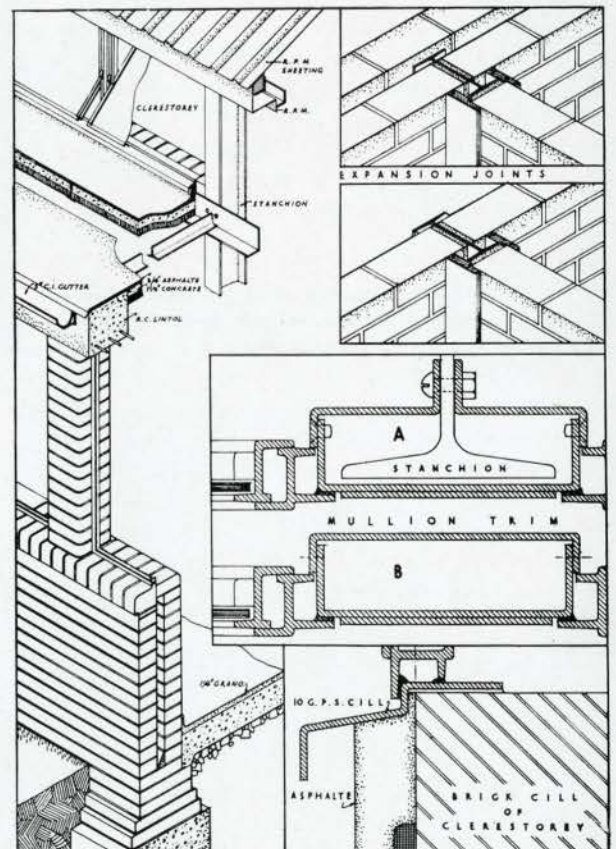 R.P.M.
SHEETING
R.P.M.
CLERESTOREY
STANCHION
C.I. GUTTER
ASPHALTE
CONCRETE
R.C. LINTOL
EXPANSION JOINTS
A
STANCHION
MULLION TRIM
B
GRANO.
10 G. P. S. CILL
ASPHALTE
BRICK CILL
OF
CLERESTOREY